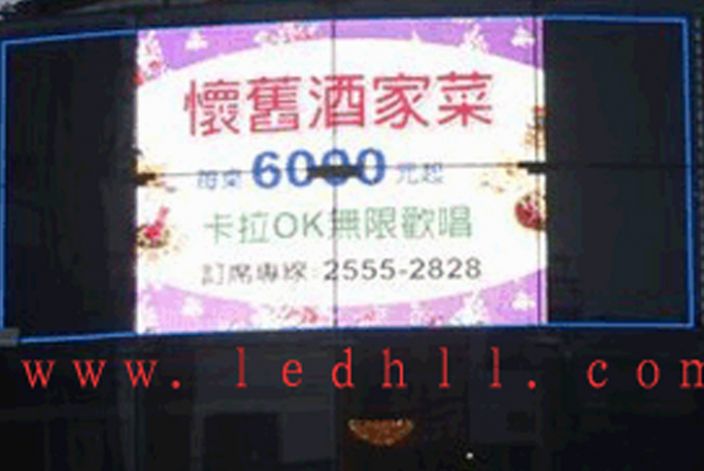 懷舊酒家菜
每桌 6000 元起
卡拉OK無限歡唱
訂席專線: 2555-2828
www.ledhll.com